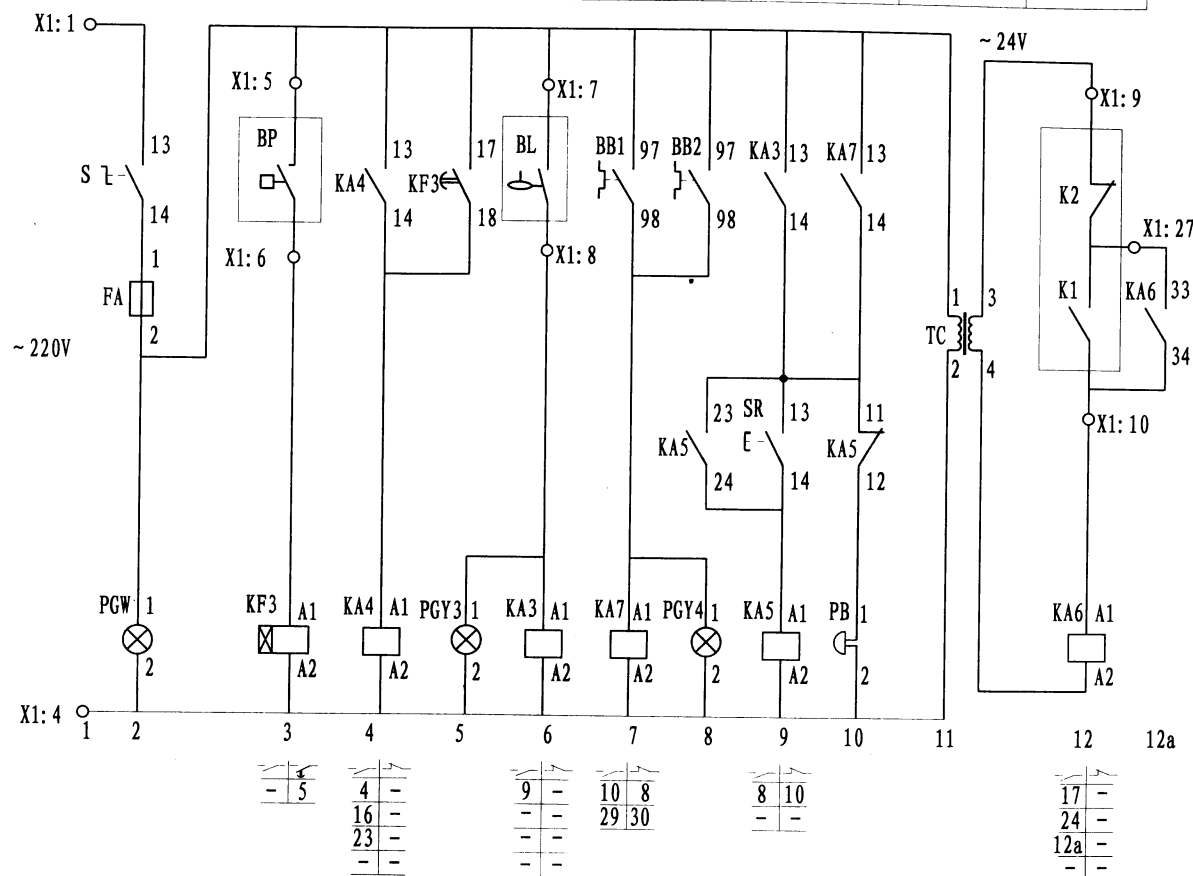 X1:1
~24V
X1:5
X1:7
X1:9
BP
13
17
BL
BB1 97
BB2 97
KA3 13
KA7 13
13
S
KA4
KF3
K2
14
14
18
98
98
14
14
X1:27
X1:6
X1:8
1
FA
2
1
3
K1
KA6
33
TC
~220V
2
4
34
23
SR
13
11
X1:10
KA5
E
KA5
24
14
12
PGW 1
KF3 A1
KA4 A1
PGY3 1
KA3 A1
KA7 A1
PGY4 1
KA5 A1
PB 1
KA6 A1
2
A2
A2
2
A2
A2
2
A2
2
A2
X1:4
1 2 3 4 5 6 7 8 9 10 11 12 12a
- 5
4 -
9 -
10 8
8 10
17 -
16 -
- -
29 30
- -
24 -
23 -
- -
12a -
- -
- -
- -